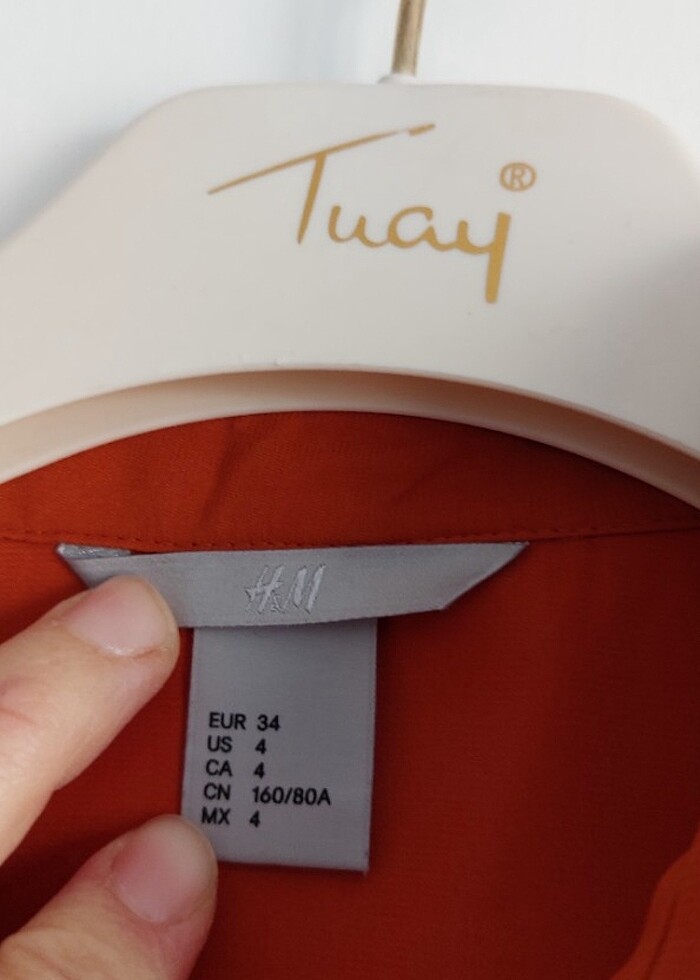 Tuay®
H&M
EUR 34
US 4
CA 4
CN 160/80A
MX 4